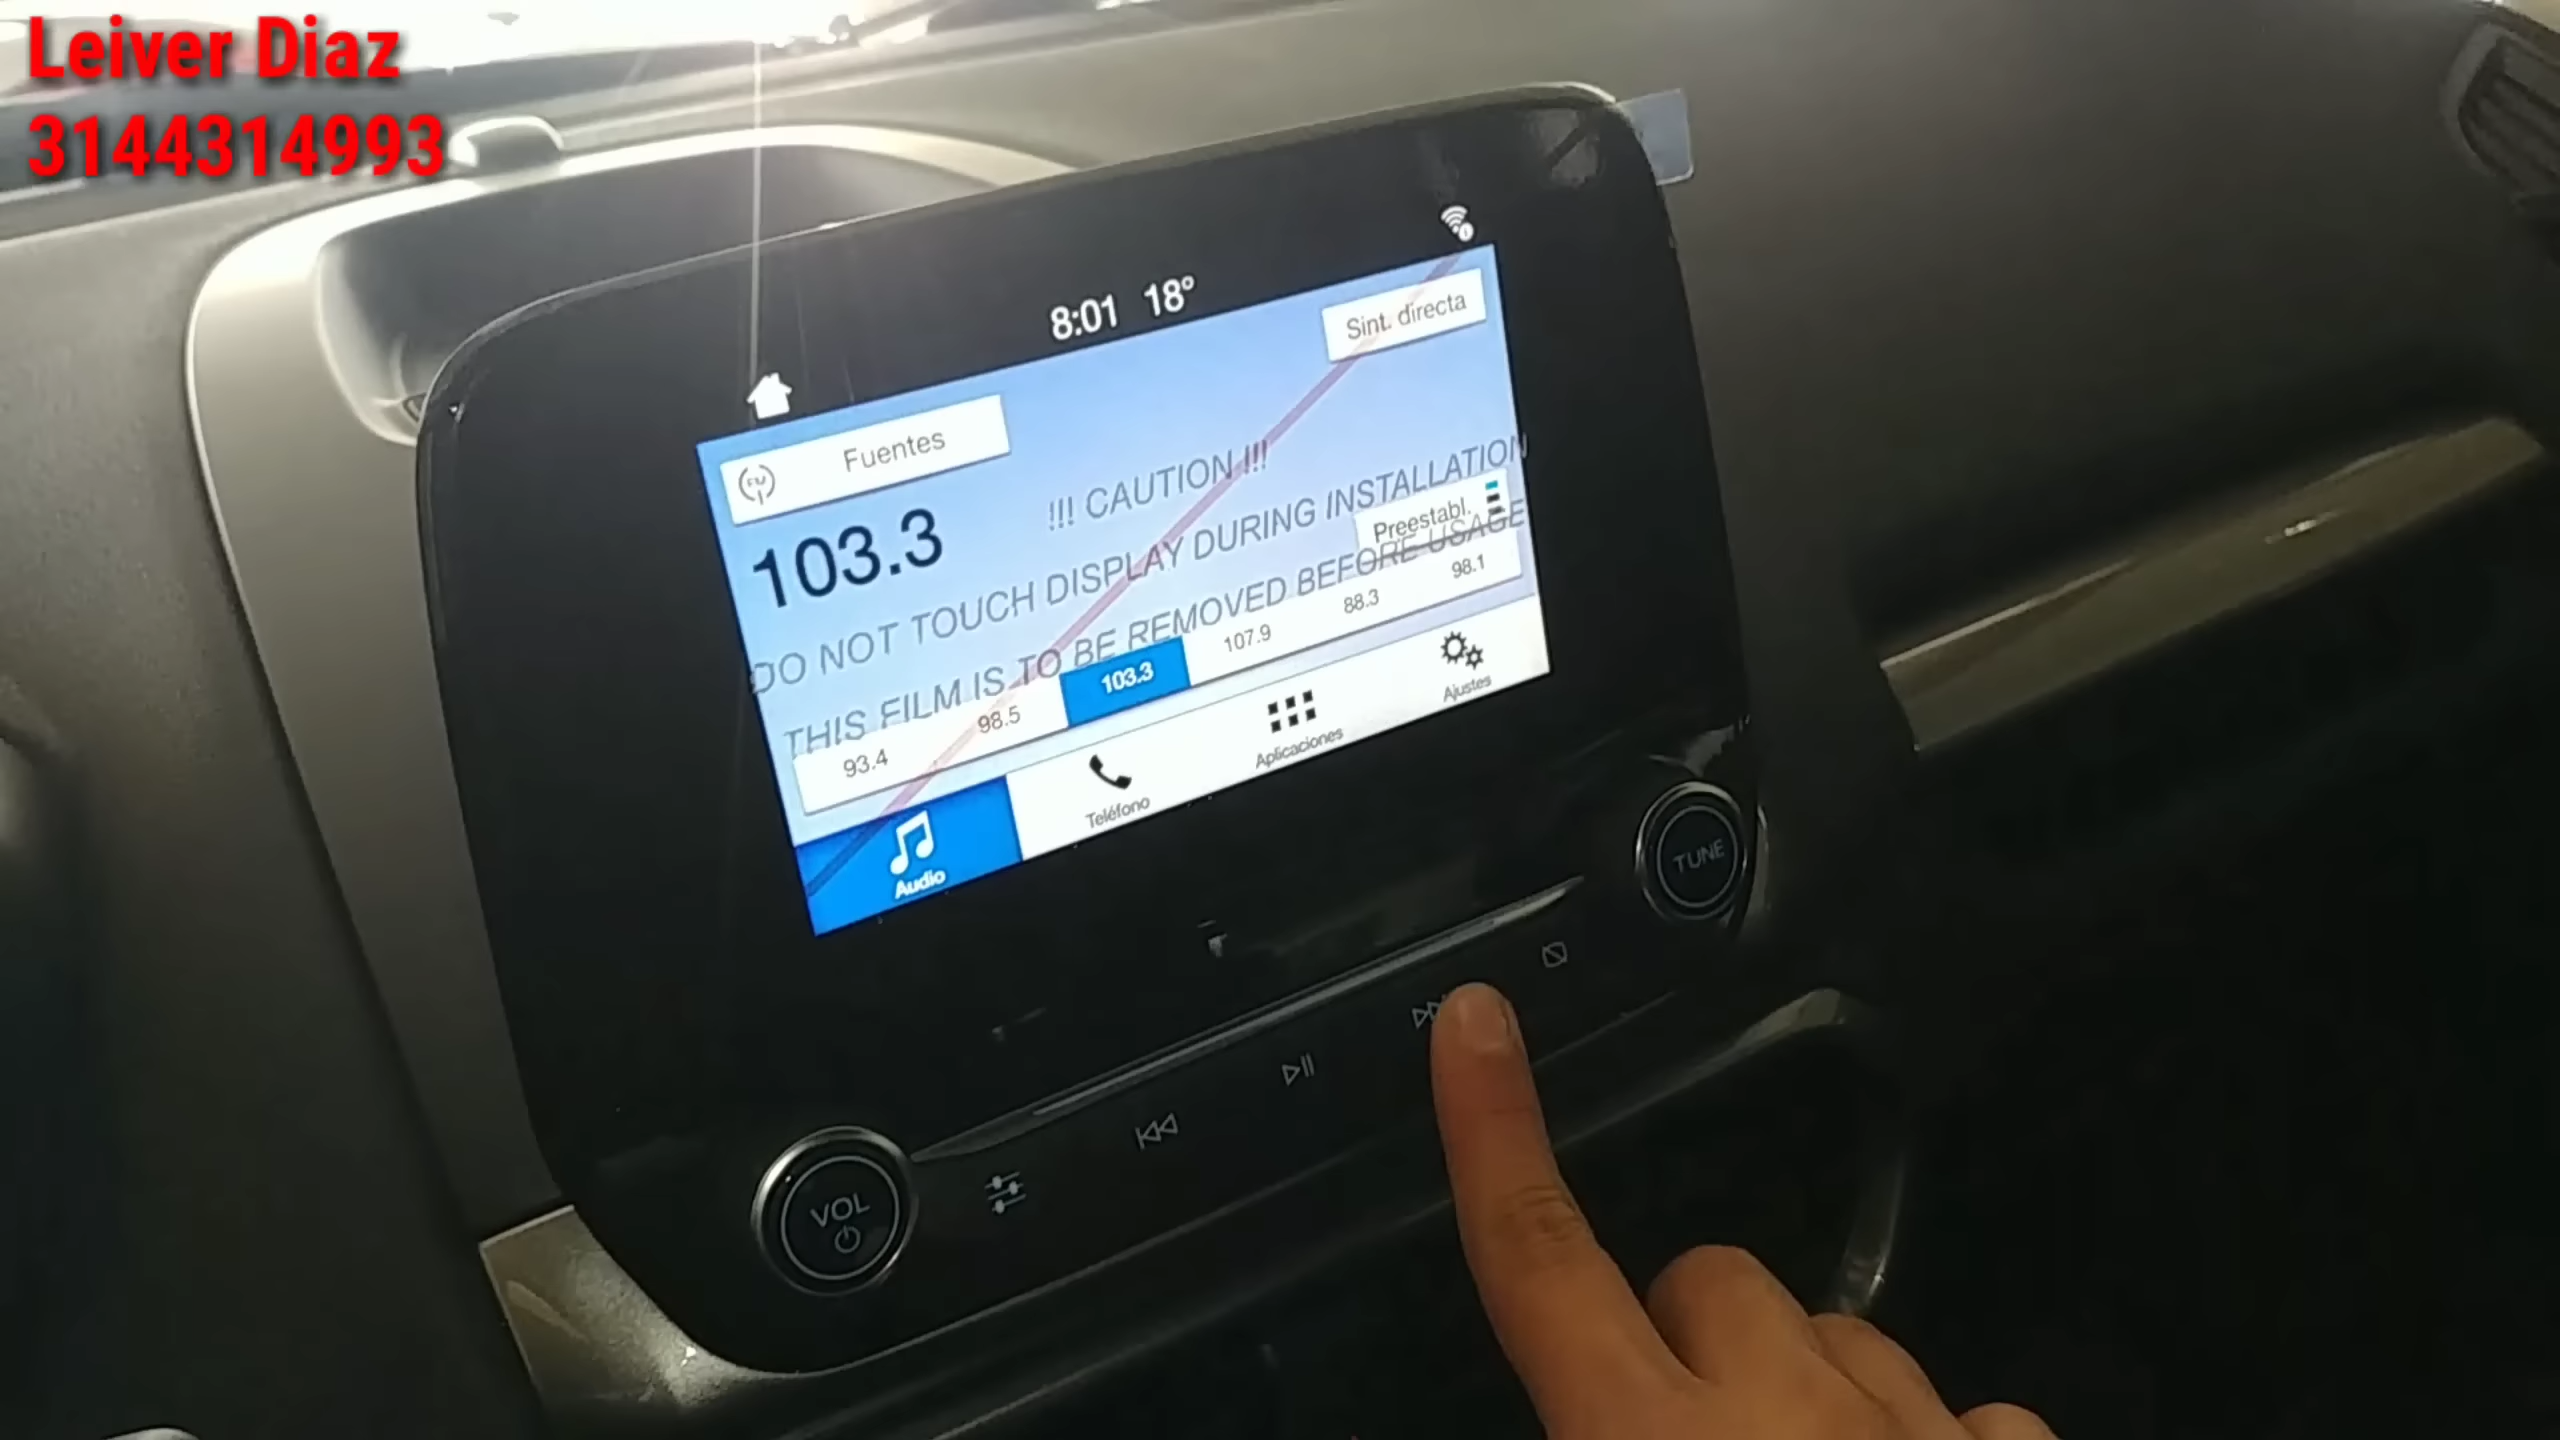 Leiver Diaz
3144314993
8:01 18°
Sint. directa
FM 1 Fuentes
103.3
!!! CAUTION !!!
DO NOT TOUCH DISPLAY DURING INSTALLATION
Preestabl.
THIS FILM IS TO BE REMOVED BEFORE USAGE
93.4 98.5 103.3 107.9 88.3 98.1
Audio Teléfono Aplicaciones Ajustes
TUNE
VOL